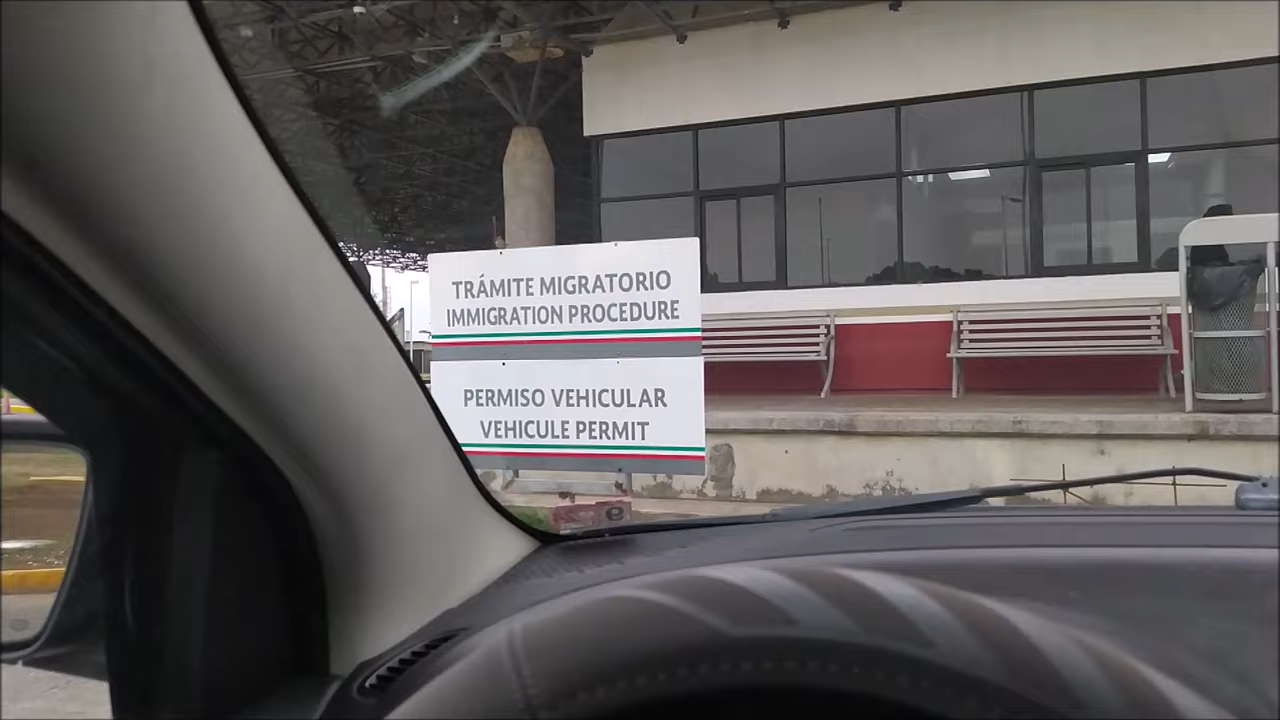 TRÁMITE MIGRATORIO
IMMIGRATION PROCEDURE
PERMISO VEHICULAR
VEHICULE PERMIT